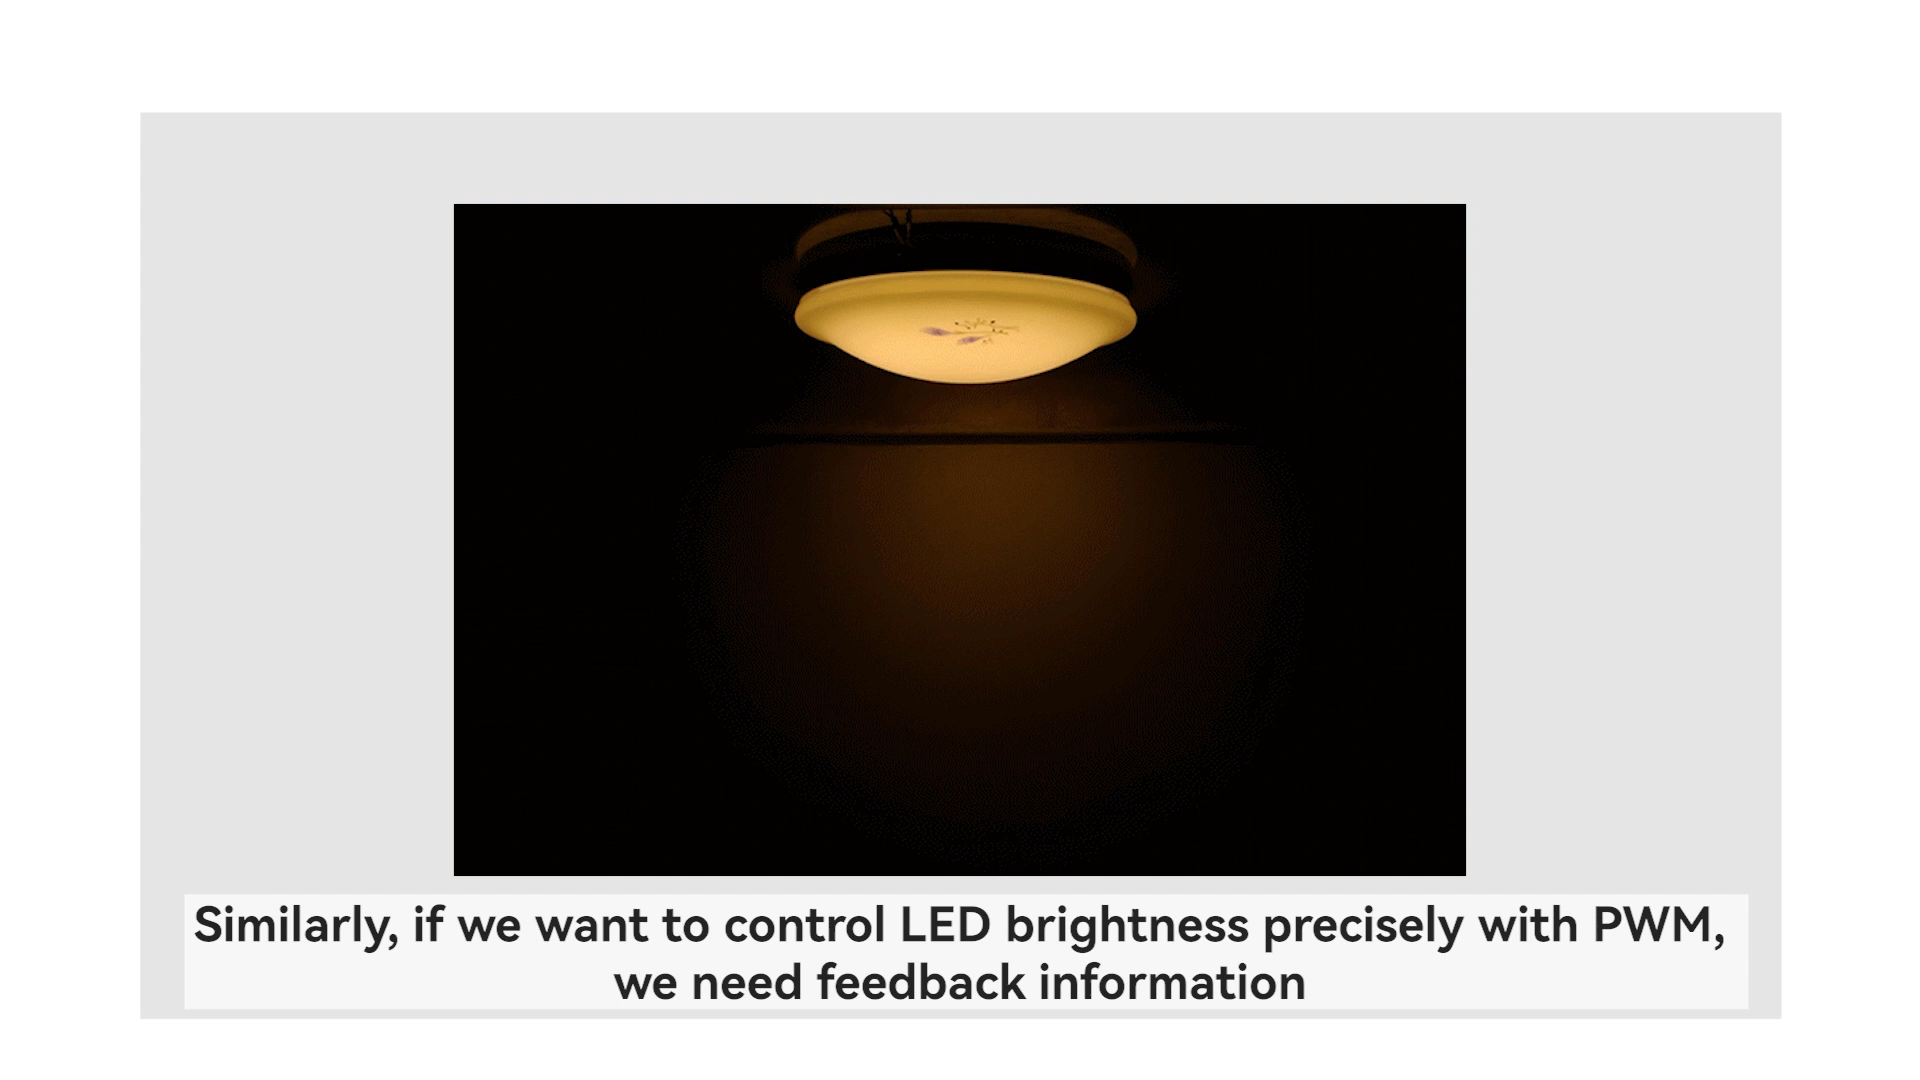 Similarly, if we want to control LED brightness precisely with PWM,
we need feedback information